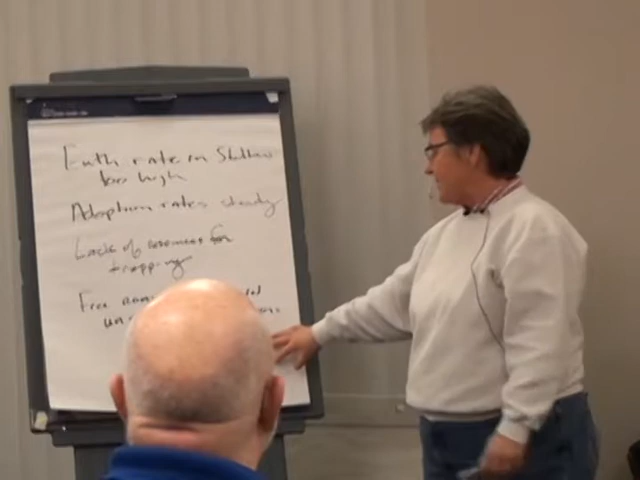 Euth rate in Shelters
too high
Adoption rates steady
Lack of resources for
trapping
Free